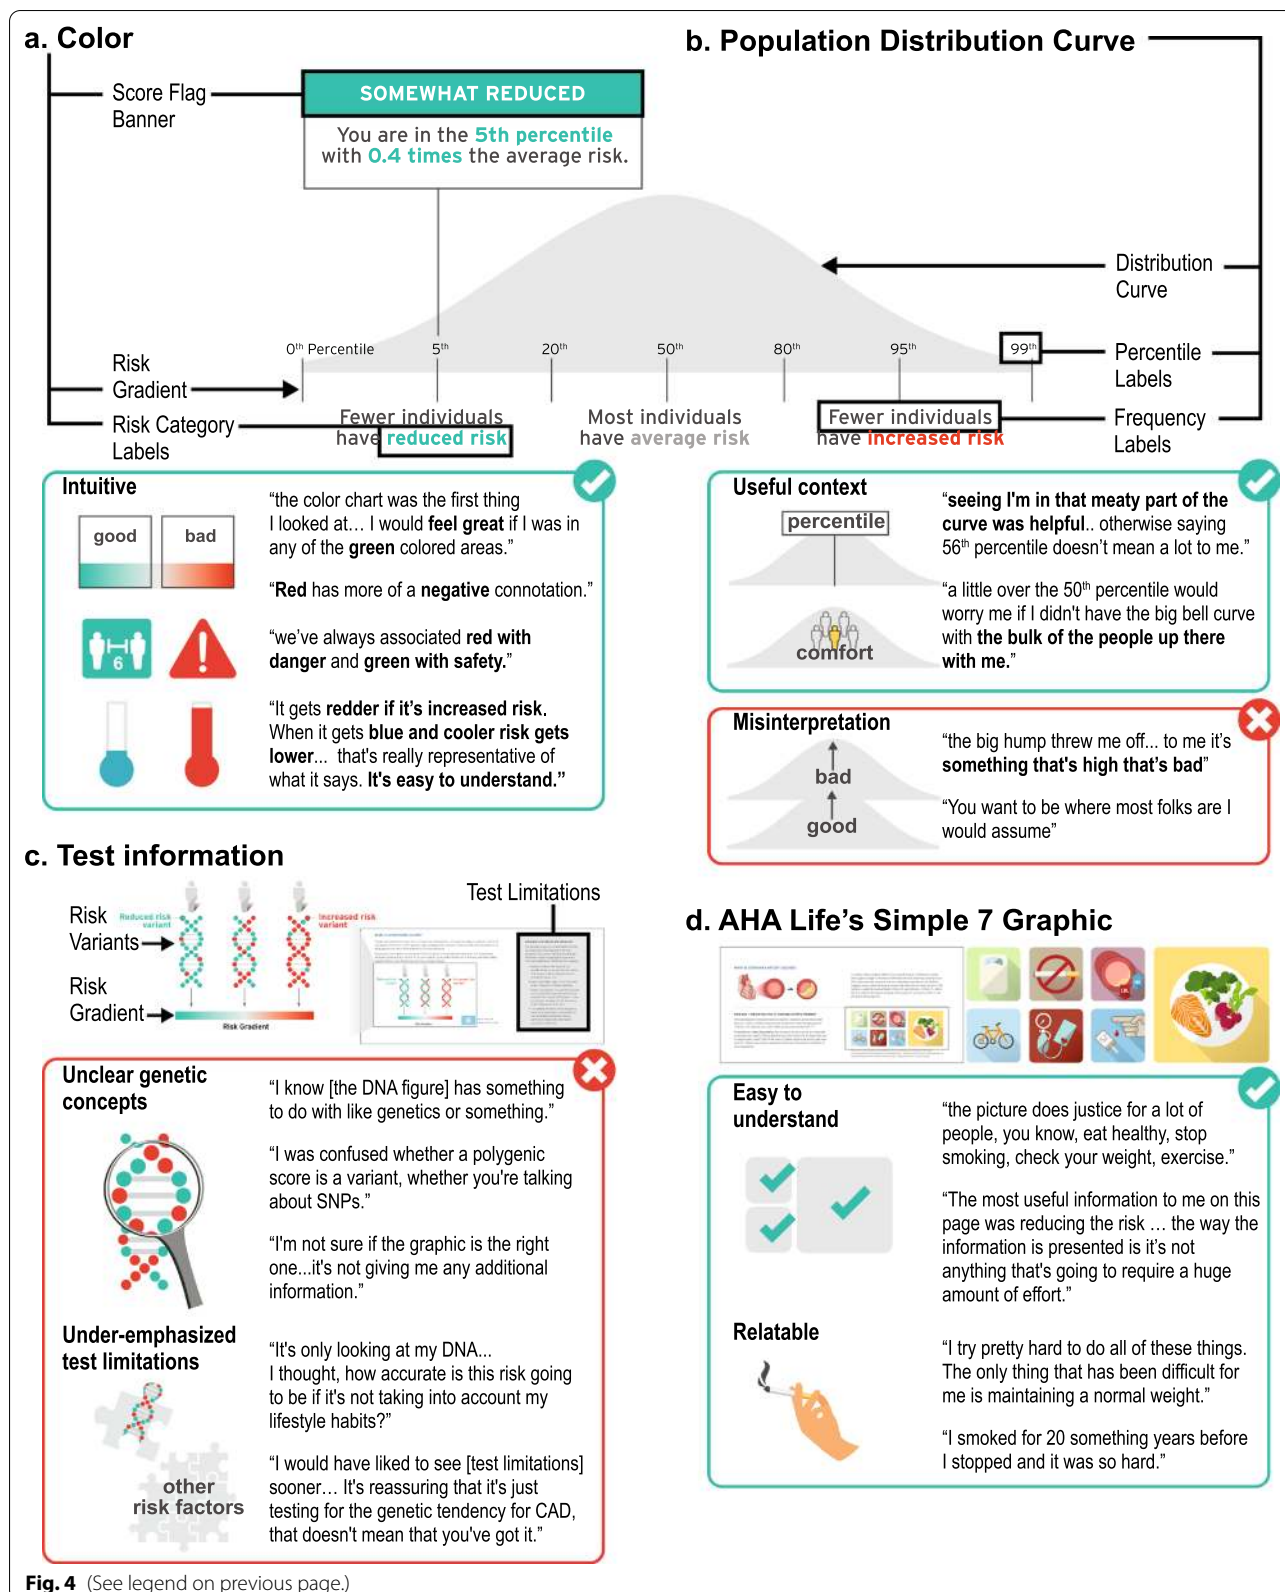 a. Color
b. Population Distribution Curve
Score Flag
Banner
SOMEWHAT REDUCED
You are in the 5th percentile
with 0.4 times the average risk.
Distribution
Curve
0th Percentile 5th 20th 50th 80th 95th 99th
Percentile
Labels
Risk
Gradient
Risk Category
Labels
Fewer individuals
have reduced risk
Most individuals
have average risk
Fewer individuals
have increased risk
Frequency
Labels
Intuitive
good bad
“the color chart was the first thing
I looked at… I would feel great if I was in
any of the green colored areas.”
“Red has more of a negative connotation.”
6
“we’ve always associated red with
danger and green with safety.”
“It gets redder if it’s increased risk.
When it gets blue and cooler risk gets
lower... that's really representative of
what it says. It's easy to understand.”
Useful context
percentile
comfort
“seeing I'm in that meaty part of the
curve was helpful.. otherwise saying
56th percentile doesn’t mean a lot to me.”
“a little over the 50th percentile would
worry me if I didn't have the big bell curve
with the bulk of the people up there
with me.”
Misinterpretation
bad
good
“the big hump threw me off... to me it’s
something that's high that’s bad”
“You want to be where most folks are I
would assume”
c. Test information
Risk
Variants
Reduced risk
variant
Increased risk
variant
Test Limitations
Risk
Gradient
Risk Gradient
Unclear genetic
concepts
“I know [the DNA figure] has something
to do with like genetics or something.”
“I was confused whether a polygenic
score is a variant, whether you're talking
about SNPs.”
“I'm not sure if the graphic is the right
one...it's not giving me any additional
information.”
Under-emphasized
test limitations
other
risk factors
“It's only looking at my DNA...
I thought, how accurate is this risk going
to be if it's not taking into account my
lifestyle habits?”
“I would have liked to see [test limitations]
sooner… It's reassuring that it's just
testing for the genetic tendency for CAD,
that doesn't mean that you've got it.”
d. AHA Life’s Simple 7 Graphic
Easy to
understand
“the picture does justice for a lot of
people, you know, eat healthy, stop
smoking, check your weight, exercise.”
“The most useful information to me on this
page was reducing the risk … the way the
information is presented is it’s not
anything that's going to require a huge
amount of effort.”
Relatable
“I try pretty hard to do all of these things.
The only thing that has been difficult for
me is maintaining a normal weight.”
“I smoked for 20 something years before
I stopped and it was so hard.”
Fig. 4 (See legend on previous page.)